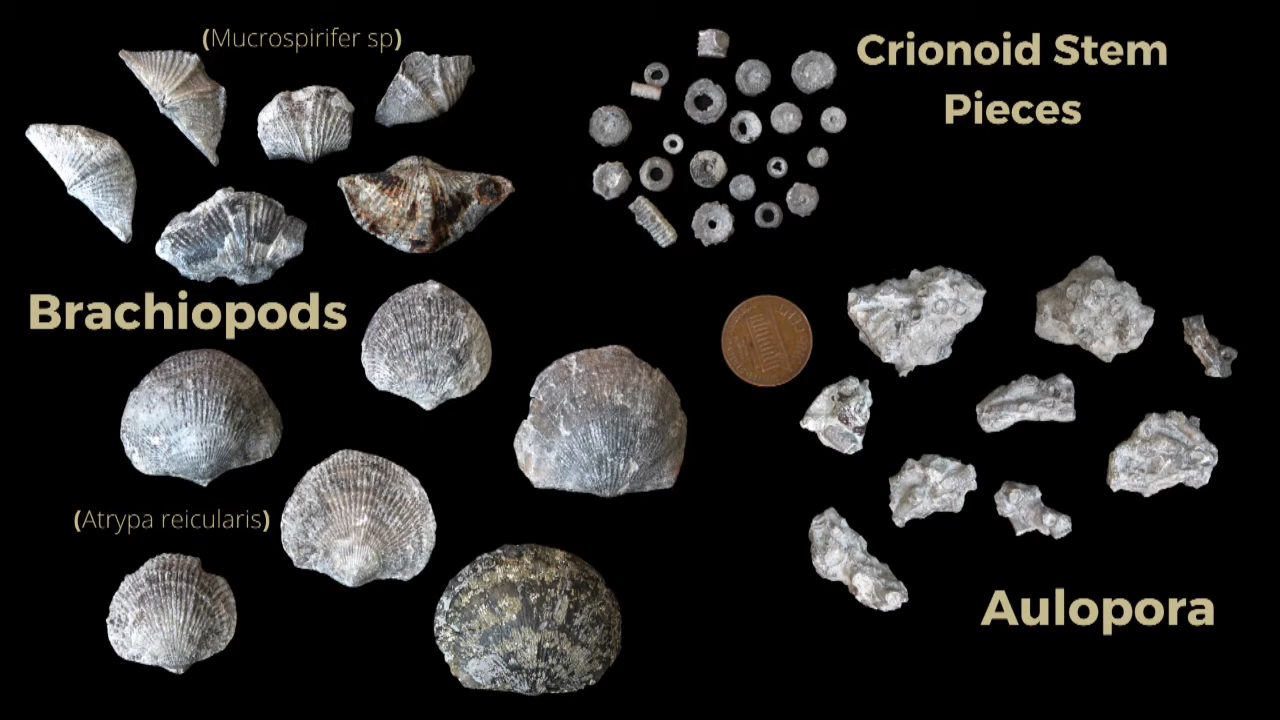 (Mucrospirifer sp)
Crionoid Stem
Pieces
Brachiopods
(Atrypa reicularis)
Aulopora